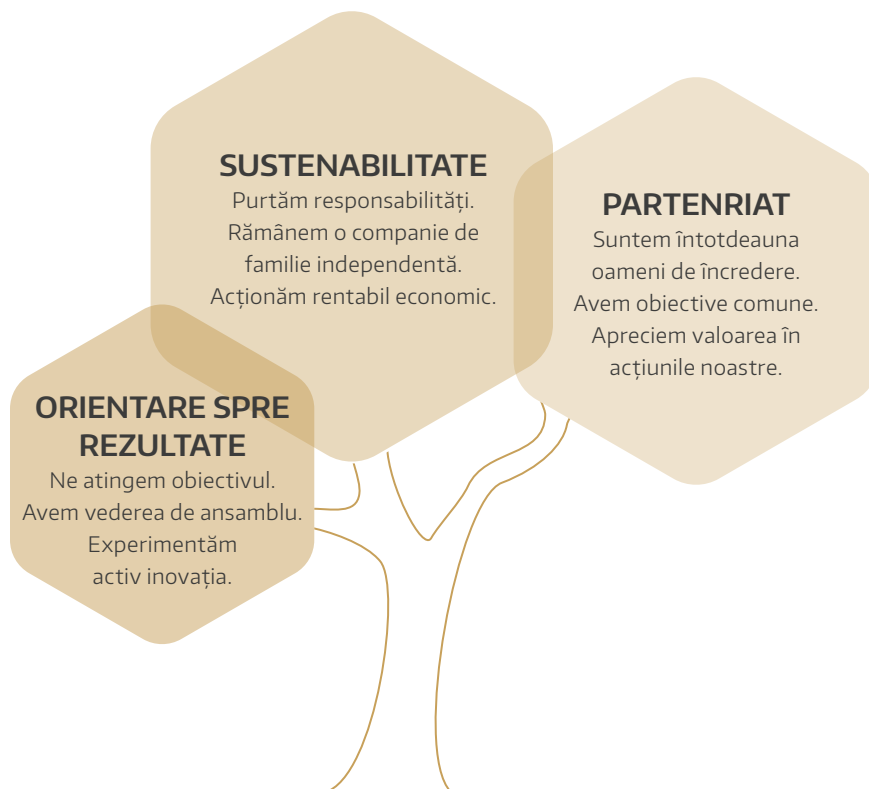 SUSTENABILITATE
Purtăm responsabilități.
Rămânem o companie de
familie independentă.
Acționăm rentabil economic.
PARTENRIAT
Suntem întotdeauna
oameni de încredere.
Avem obiective comune.
Apreciem valoarea în
acțiunile noastre.
ORIENTARE SPRE
REZULTATE
Ne atingem obiectivul.
Avem vederea de ansamblu.
Experimentăm
activ inovația.